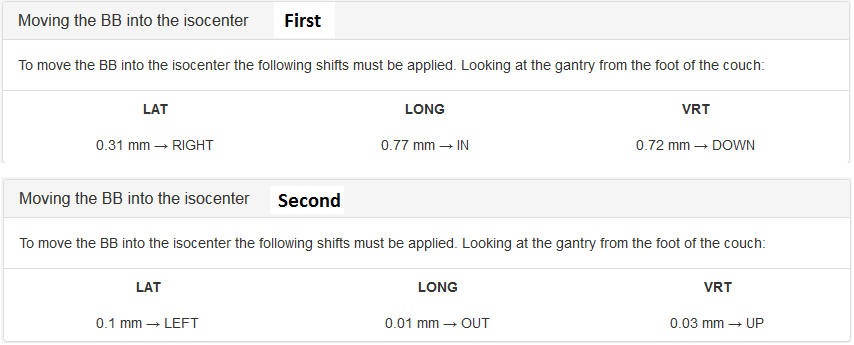 Moving the BB into the isocenter First
To move the BB into the isocenter the following shifts must be applied. Looking at the gantry from the foot of the couch:
LAT LONG VRT
0.31 mm → RIGHT 0.77 mm → IN 0.72 mm → DOWN
Moving the BB into the isocenter Second
To move the BB into the isocenter the following shifts must be applied. Looking at the gantry from the foot of the couch:
LAT LONG VRT
0.1 mm → LEFT 0.01 mm → OUT 0.03 mm → UP